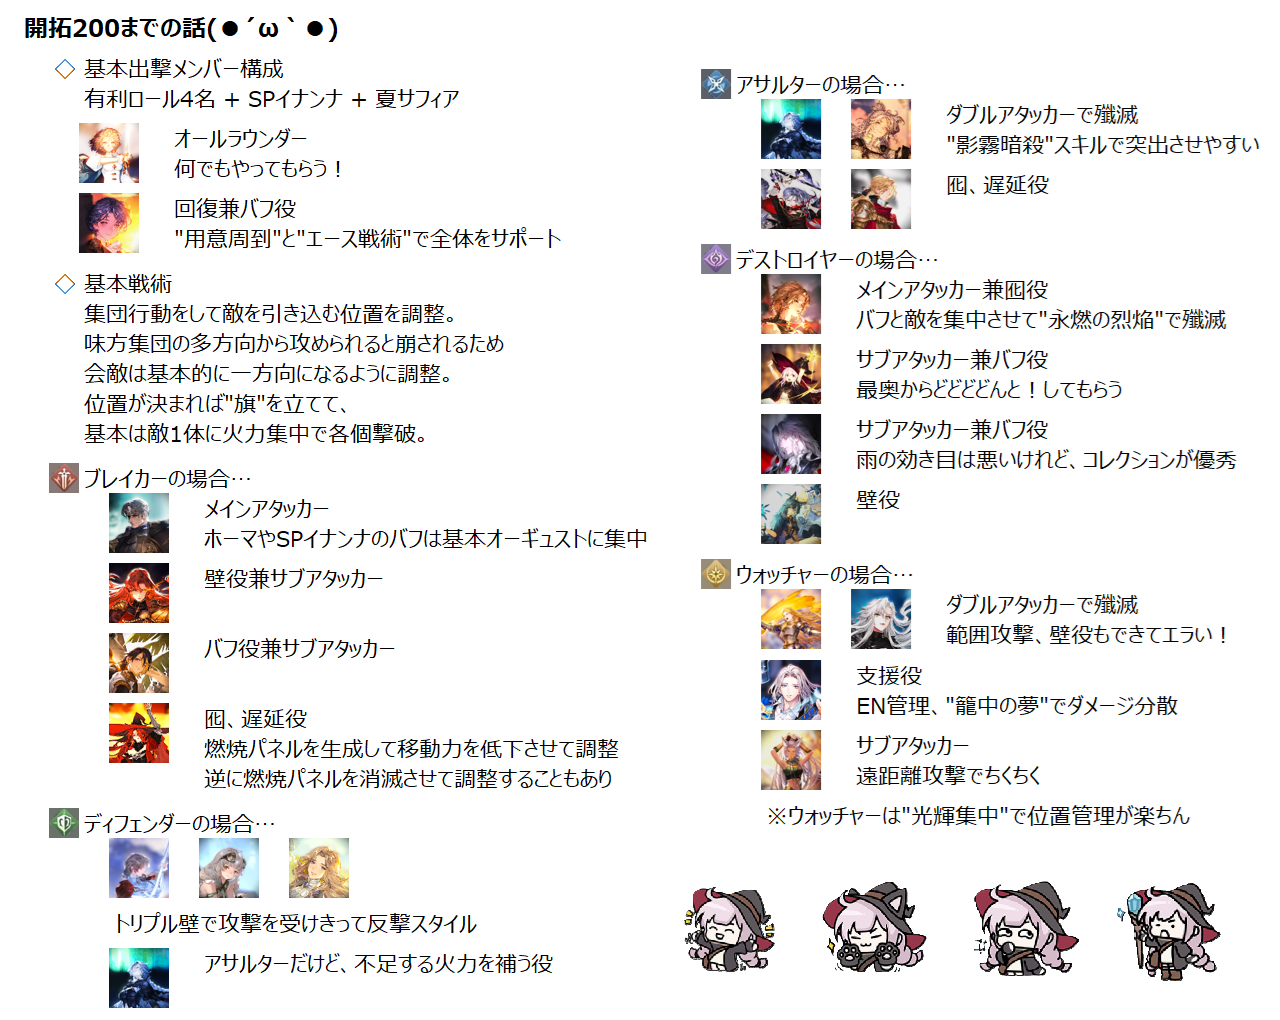 開拓200までの話(●´ω｀●)
◇ 基本出撃メンバー構成
有利ロール4名 + SPイナンナ + 夏サフィア
オールラウンダー
何でもやってもらう！
回復兼バフ役
"用意周到"と"エース戦術"で全体をサポート
◇ 基本戦術
集団行動をして敵を引き込む位置を調整。
味方集団の多方向から攻められると崩されるため
会敵は基本的に一方向になるように調整。
位置が決まれば"旗"を立てて、
基本は敵1体に火力集中で各個撃破。
ブレイカーの場合…
メインアタッカー
ホーマやSPイナンナのバフは基本オーギュストに集中
壁役兼サブアタッカー
バフ役兼サブアタッカー
囮、遅延役
燃焼パネルを生成して移動力を低下させて調整
逆に燃焼パネルを消滅させて調整することもあり
ディフェンダーの場合…
トリプル壁で攻撃を受けきって反撃スタイル
アサルターだけど、不足する火力を補う役
アサルターの場合…
ダブルアタッカーで殲滅
"影霧暗殺"スキルで突出させやすい
囮、遅延役
デストロイヤーの場合…
メインアタッカー兼囮役
バフと敵を集中させて"永燃の烈焔"で殲滅
サブアタッカー兼バフ役
最奥からどどどどんと！してもらう
サブアタッカー兼バフ役
雨の効き目は悪いけれど、コレクションが優秀
壁役
ウォッチャーの場合…
ダブルアタッカーで殲滅
範囲攻撃、壁役もできてエラい！
支援役
EN管理、"籠中の夢"でダメージ分散
サブアタッカー
遠距離攻撃でちくちく
※ウォッチャーは"光輝集中"で位置管理が楽ちん